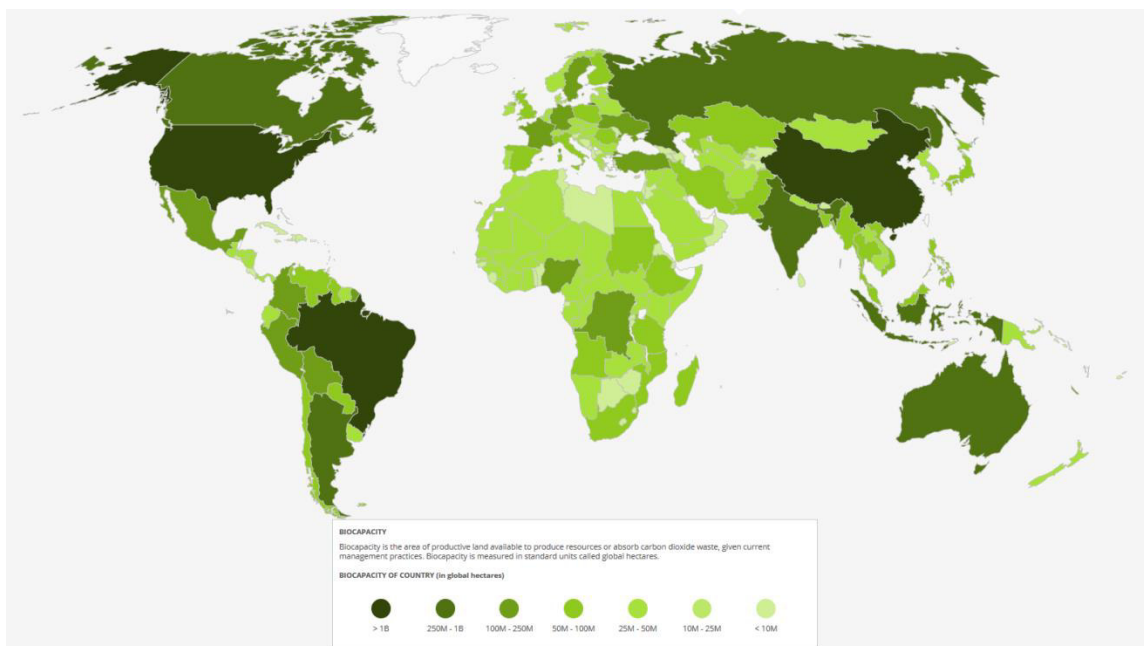 BIOCAPACITY
Biocapacity is the area of productive land available to produce resources or absorb carbon dioxide waste, given current
management practices. Biocapacity is measured in standard units called global hectares.
BIOCAPACITY OF COUNTRY (in global hectares)
> 1B 250M - 1B 100M - 250M 50M - 100M 25M - 50M 10M - 25M < 10M